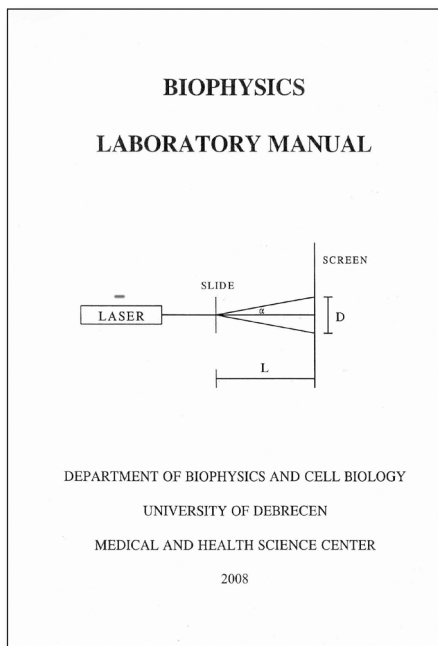 BIOPHYSICS
LABORATORY MANUAL
SCREEN
SLIDE
α
LASER
D
L
DEPARTMENT OF BIOPHYSICS AND CELL BIOLOGY
UNIVERSITY OF DEBRECEN
MEDICAL AND HEALTH SCIENCE CENTER
2008